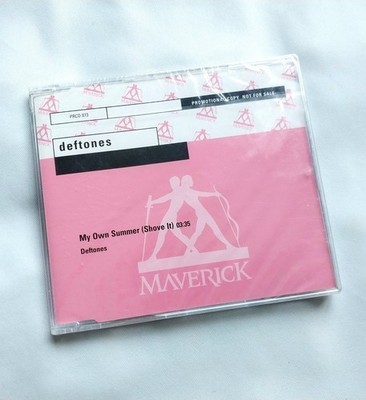 PROMOTIONAL COPY NOT FOR SALE
PRCD 873
deftones
My Own Summer (Shove It) 03:35
Deftones
MAVERICK